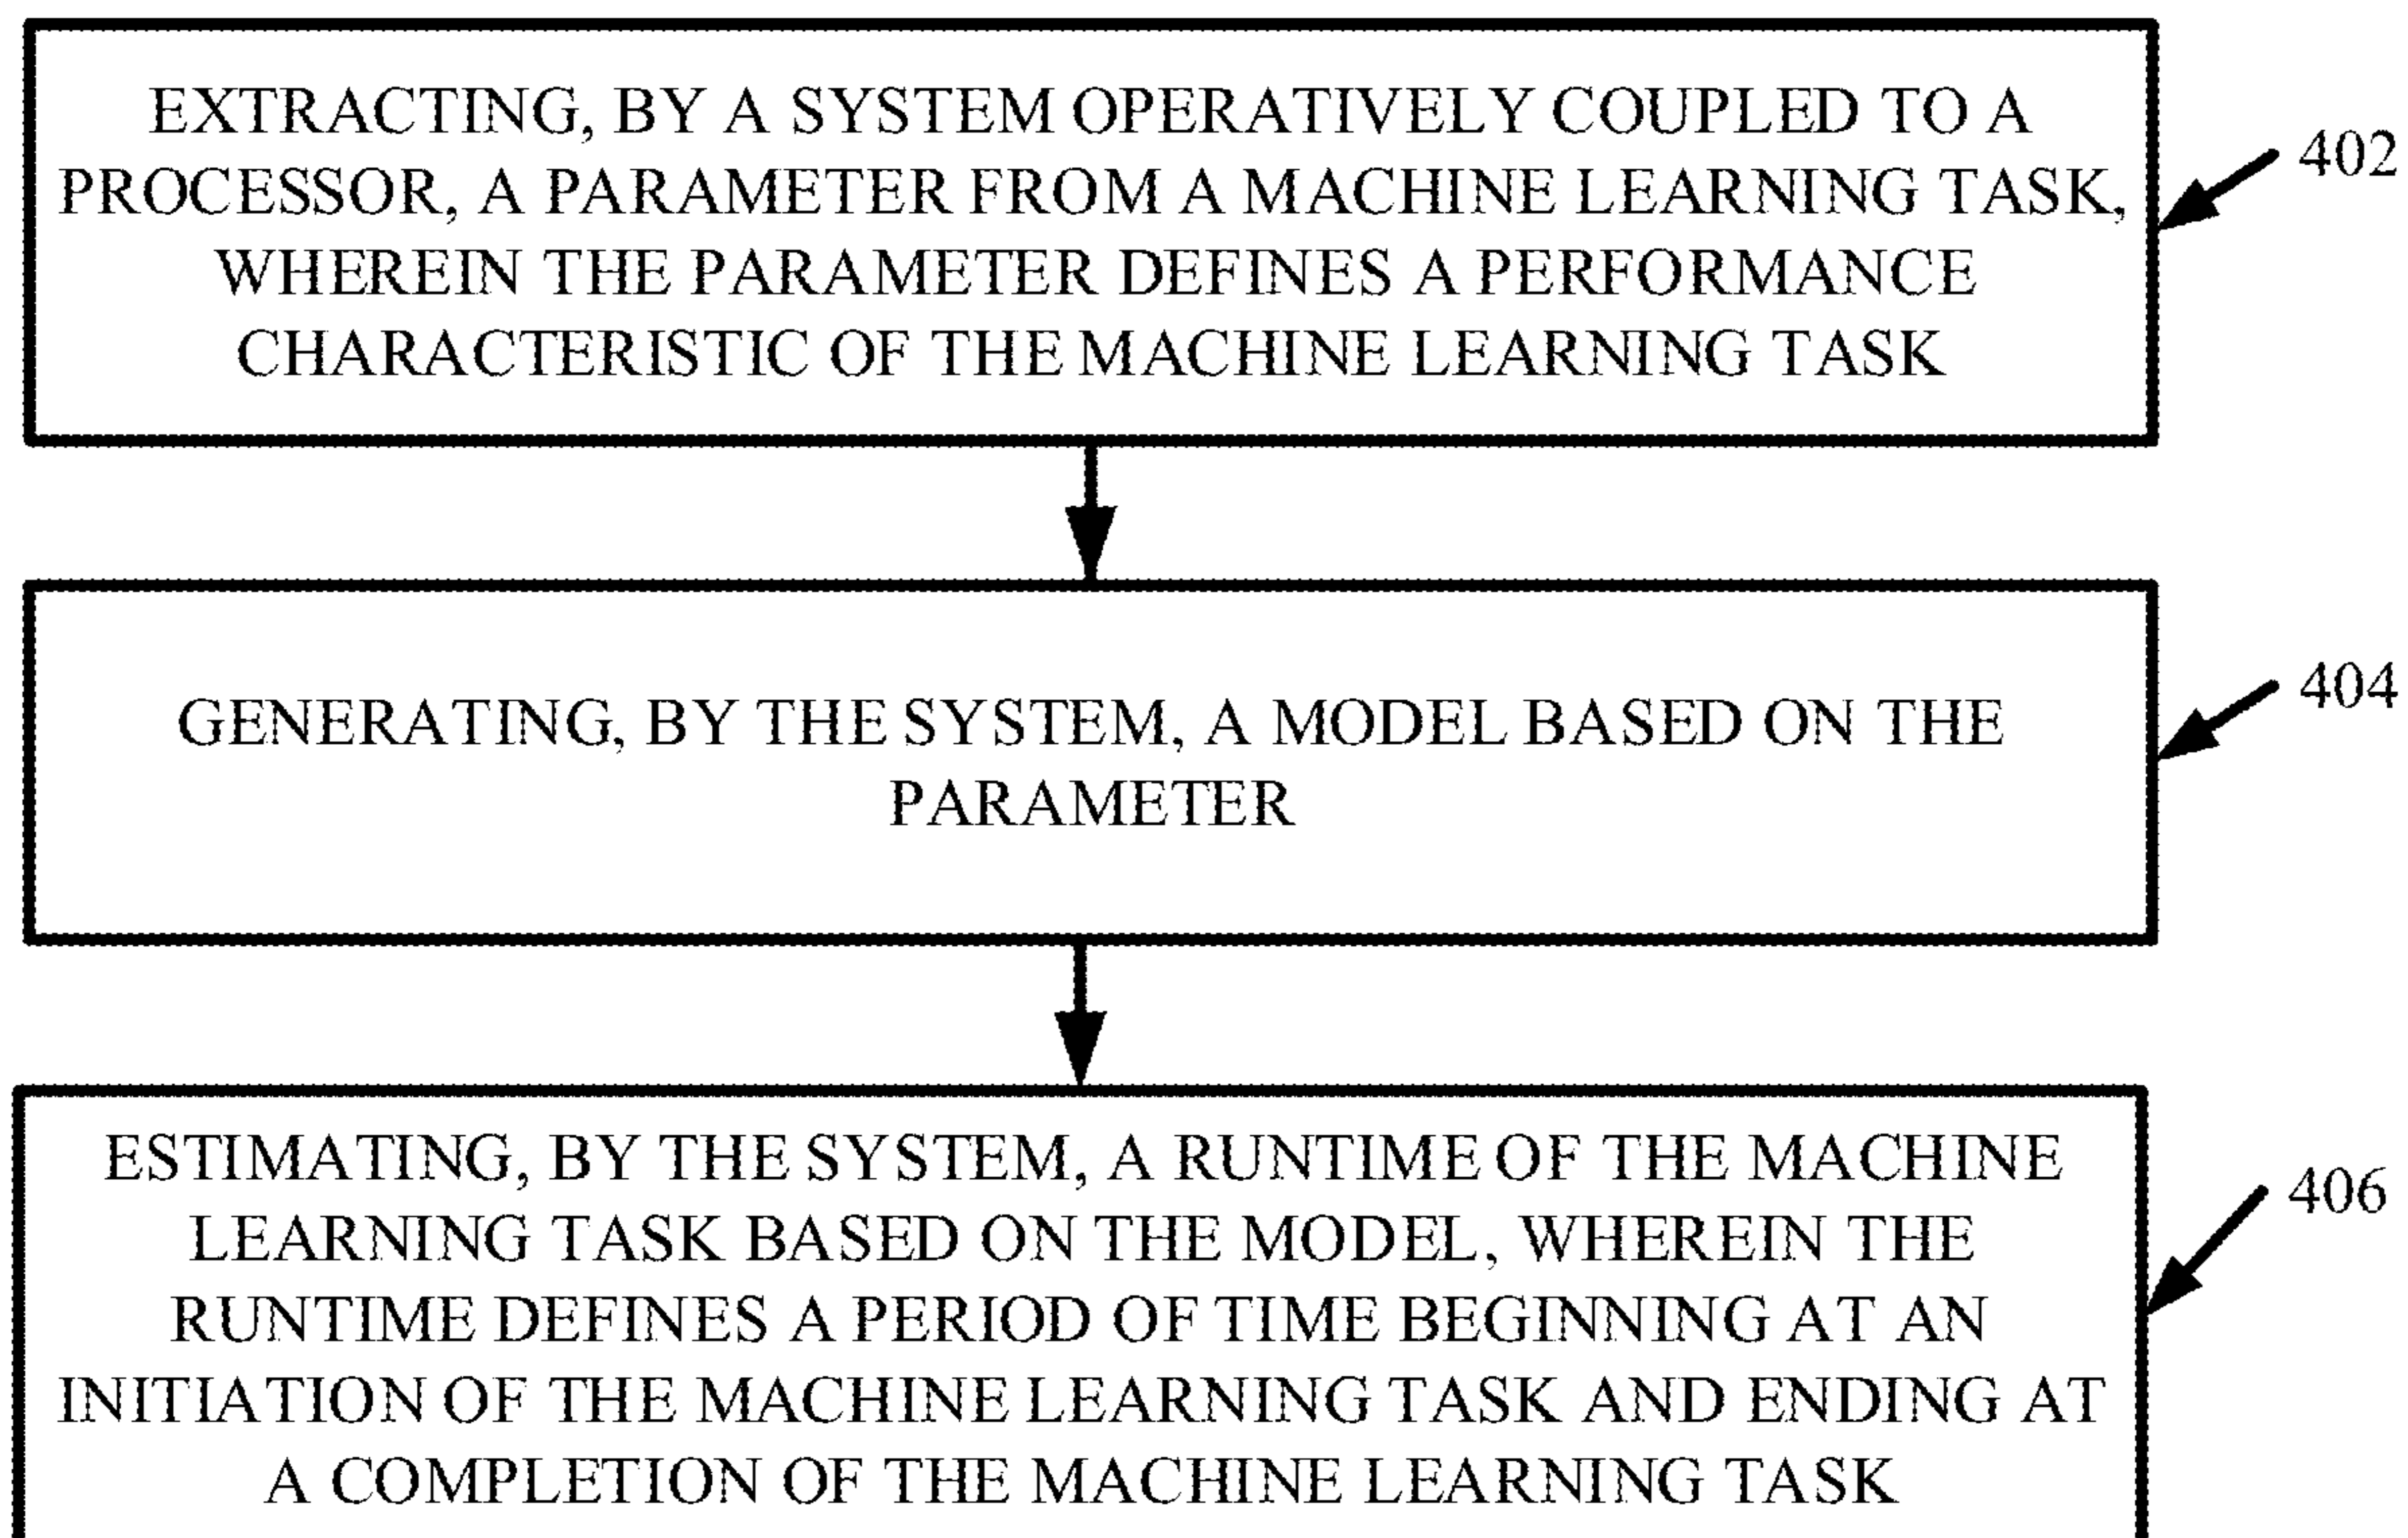 EXTRACTING, BY A SYSTEM OPERATIVELY COUPLED TO A
PROCESSOR, A PARAMETER FROM A MACHINE LEARNING TASK,
WHEREIN THE PARAMETER DEFINES A PERFORMANCE
CHARACTERISTIC OF THE MACHINE LEARNING TASK
402
GENERATING, BY THE SYSTEM, A MODEL BASED ON THE
PARAMETER
404
ESTIMATING, BY THE SYSTEM, A RUNTIME OF THE MACHINE
LEARNING TASK BASED ON THE MODEL, WHEREIN THE
RUNTIME DEFINES A PERIOD OF TIME BEGINNING AT AN
INITIATION OF THE MACHINE LEARNING TASK AND ENDING AT
A COMPLETION OF THE MACHINE LEARNING TASK
406